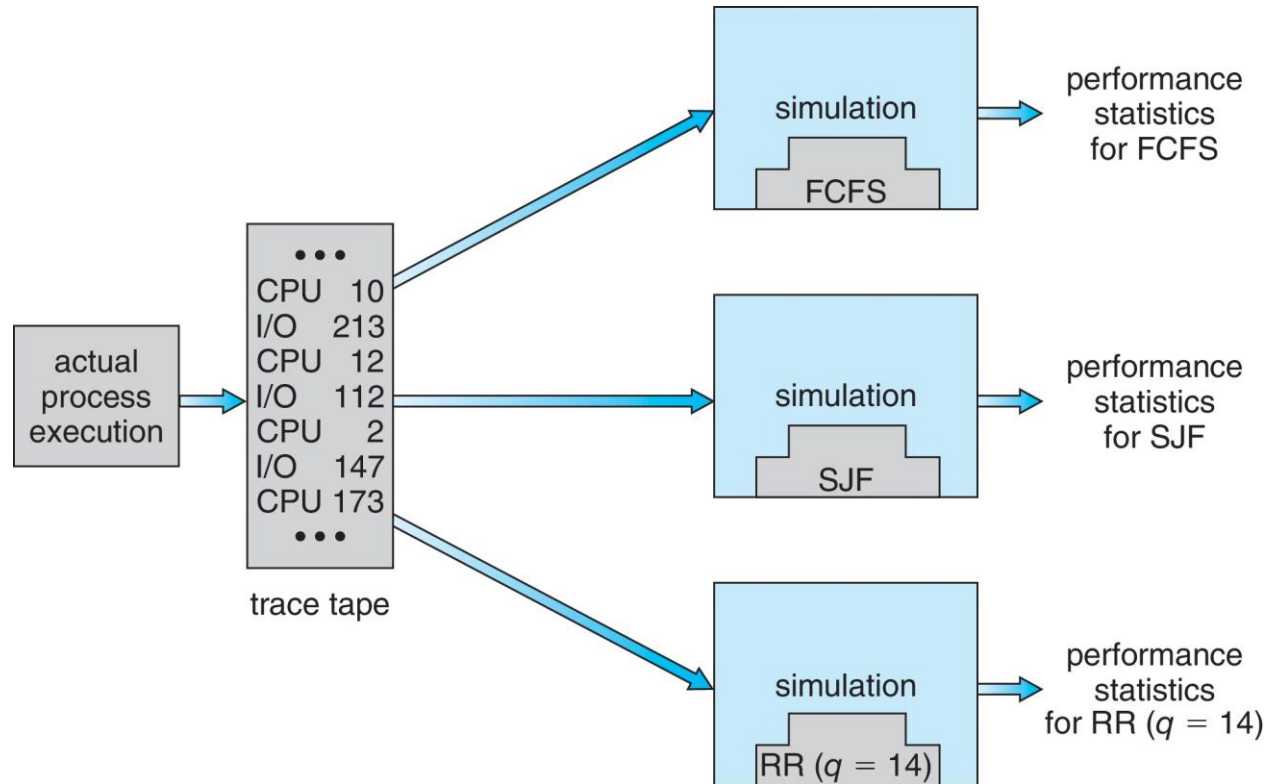 actual
process
execution
• • •
CPU 10
I/O 213
CPU 12
I/O 112
CPU 2
I/O 147
CPU 173
• • •
trace tape
simulation
FCFS
performance
statistics
for FCFS
simulation
SJF
performance
statistics
for SJF
simulation
RR (q = 14)
performance
statistics
for RR (q = 14)